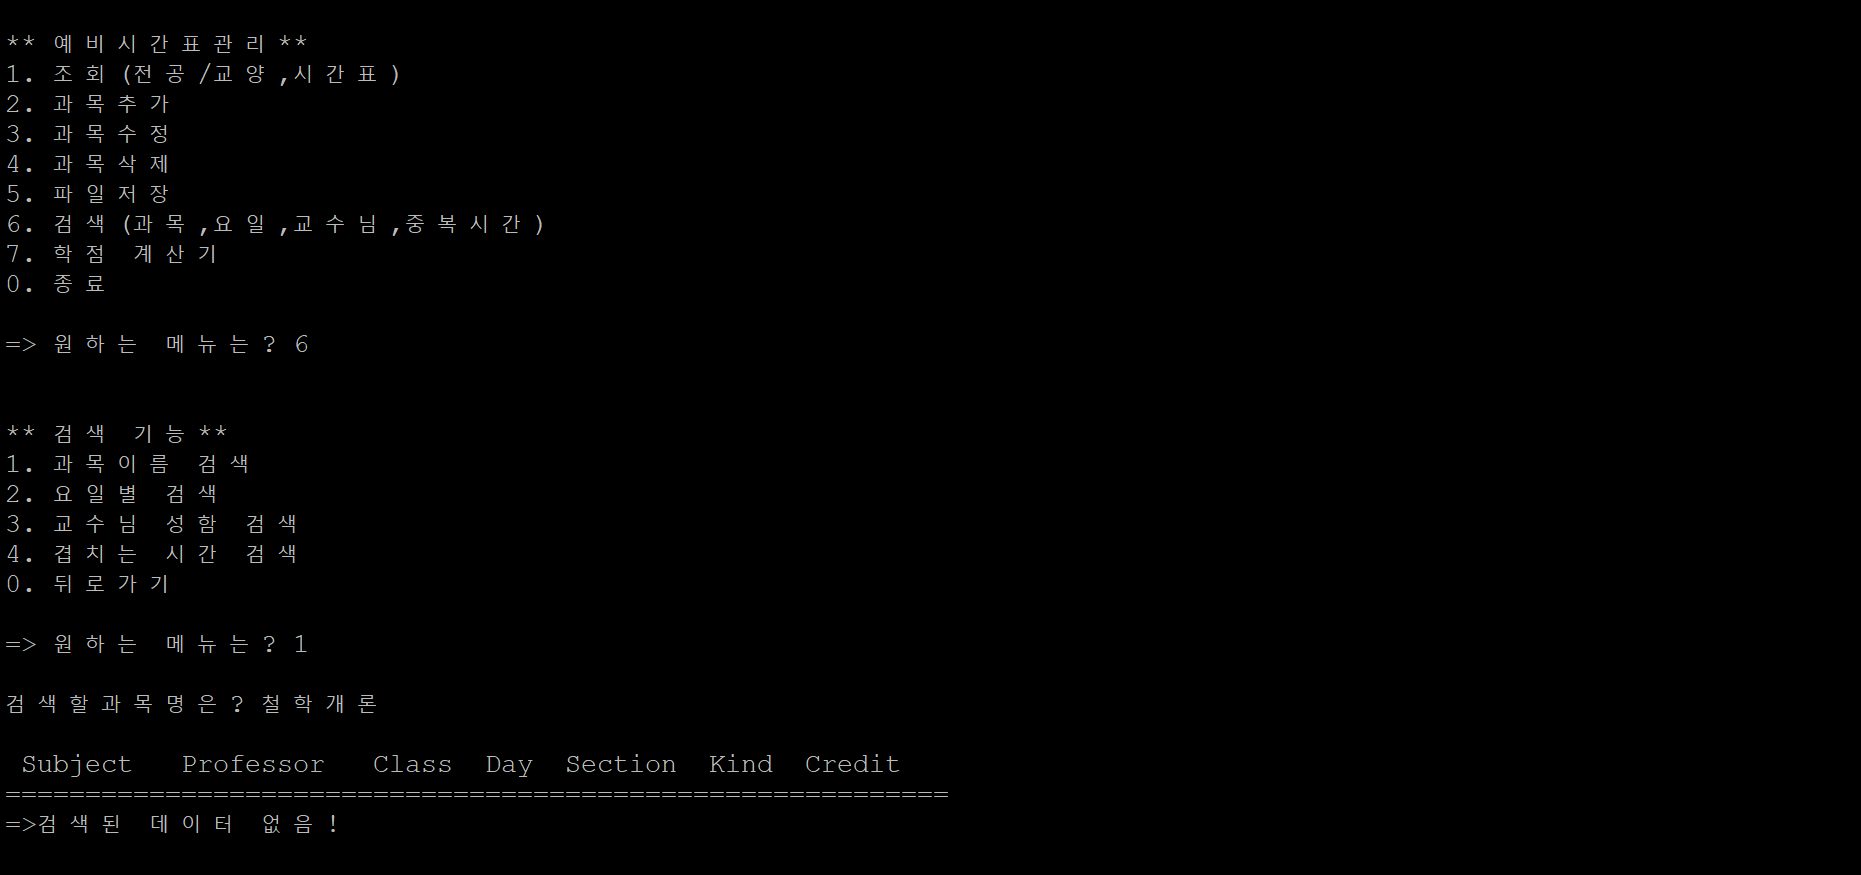 ** 예비시간표관리 **
1. 조회(전공/교양,시간표)
2. 과목추가
3. 과목수정
4. 과목삭제
5. 파일저장
6. 검색(과목,요일,교수님,중복시간)
7. 학점 계산기
0. 종료
=> 원하는 메뉴는? 6
** 검색 기능 **
1. 과목이름 검색
2. 요일별 검색
3. 교수님 성함 검색
4. 겹치는 시간 검색
0. 뒤로가기
=> 원하는 메뉴는? 1
검색할과목명은? 철학개론
Subject Professor Class Day Section Kind Credit
===========================================================
=>검색된 데이터 없음!